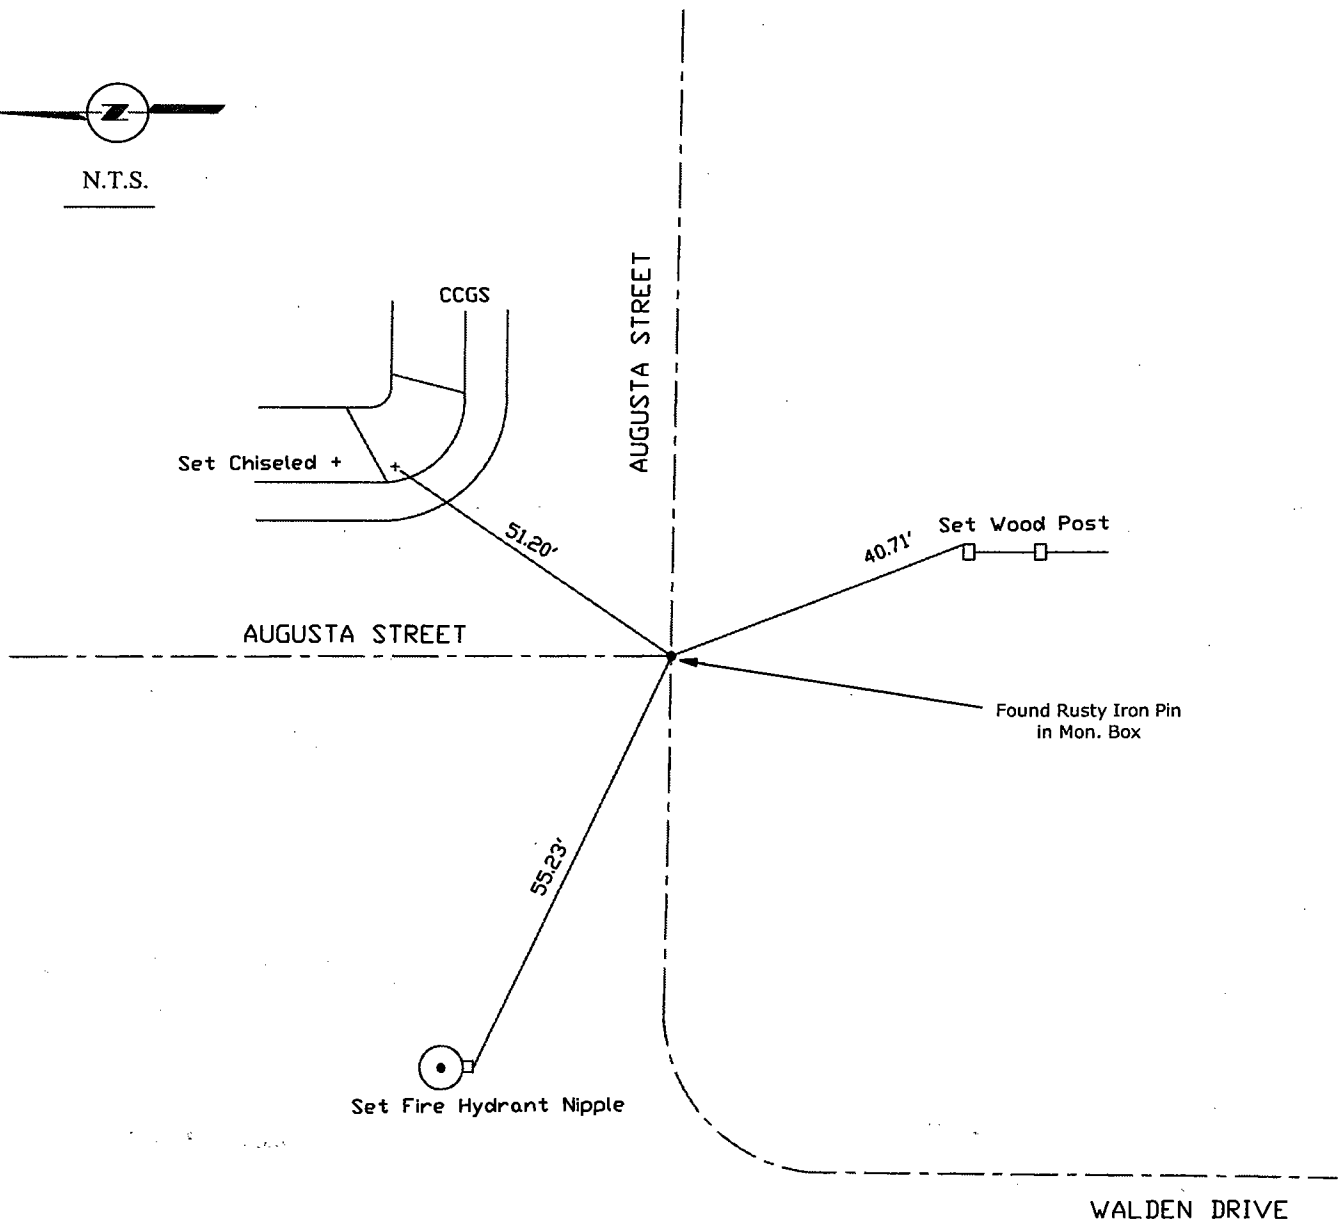 N
N.T.S.
CCGS
AUGUSTA STREET
Set Chiseled +
51.20'
40.71'
Set Wood Post
AUGUSTA STREET
Found Rusty Iron Pin
in Mon. Box
55.23'
Set Fire Hydrant Nipple
WALDEN DRIVE